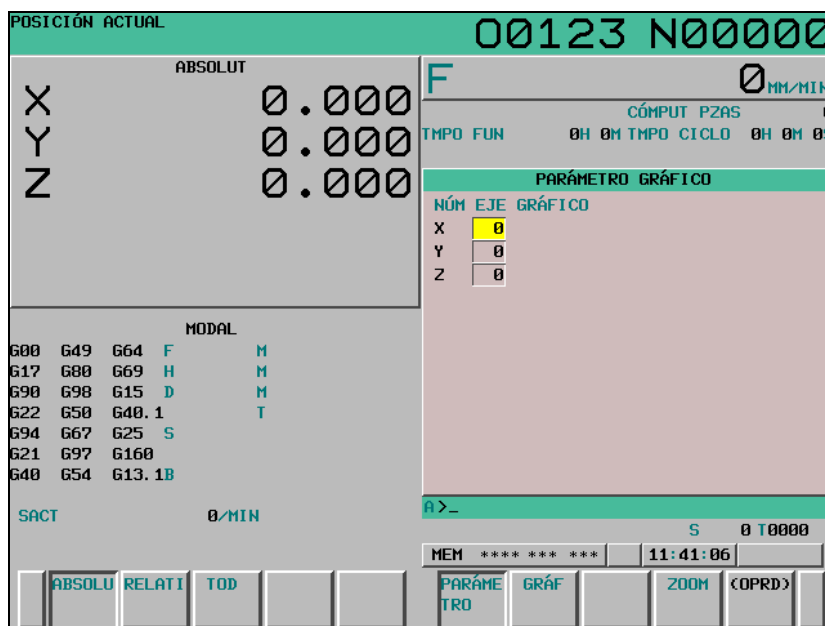 POSICIÓN ACTUAL
O0123 N00000
ABSOLUT
X 0.000
Y 0.000
Z 0.000
F 0 MM/MIN
CÓMPUT PZAS
TMPO FUN 0H 0M TMPO CICLO 0H 0M 0S
PARÁMETRO GRÁFICO
NÚM EJE GRÁFICO
X 0
Y 0
Z 0
MODAL
G00 G49 G64 F M
G17 G80 G69 H M
G90 G98 G15 D M
G22 G50 G40.1 T
G94 G67 G25 S
G21 G97 G160
G40 G54 G13.1B
SACT 0/MIN
A>_
S 0 T0000
MEM **** *** *** 11:41:06
ABSOLU RELATI TOD
PARÁME
TRO GRÁF ZOOM (OPRD)